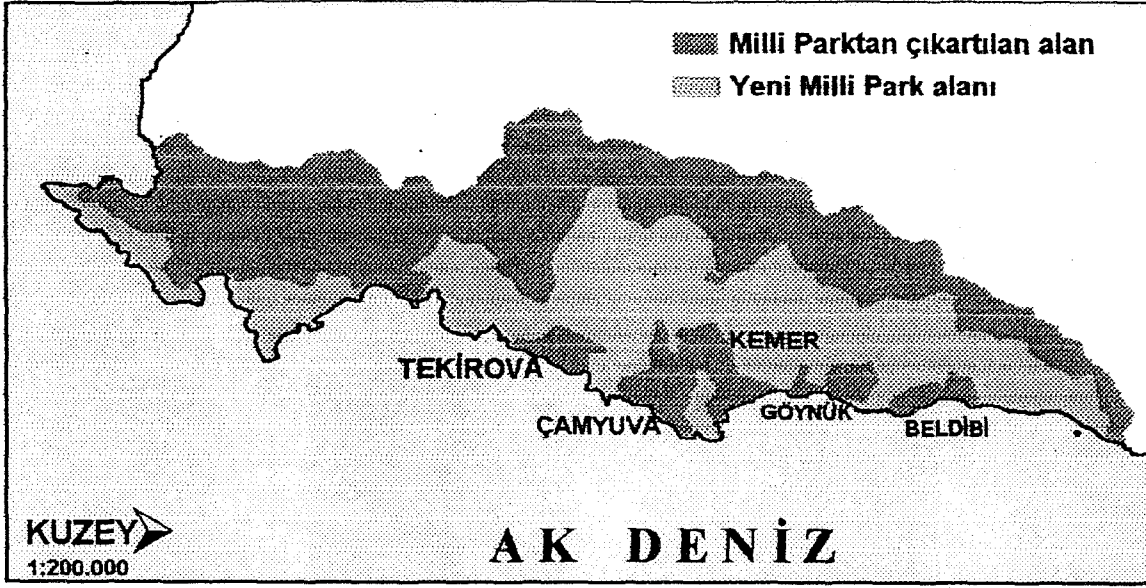 Milli Parktan çıkartılan alan
Yeni Milli Park alanı
KEMER
TEKİROVA
ÇAMYUVA
GÖYNÜK
BELDİBİ
KUZEY
1:200.000
AK DENİZ